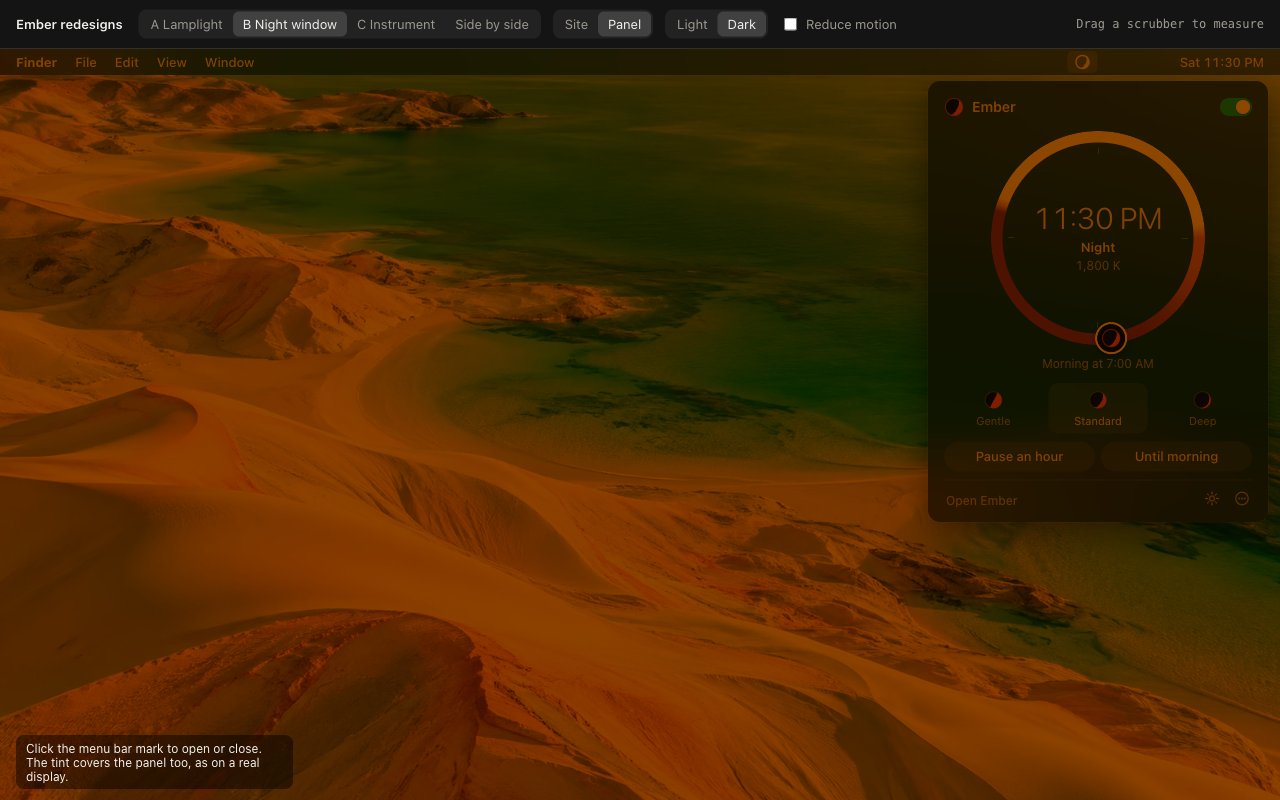 Ember redesigns A Lamplight B Night window C Instrument Side by side Site Panel Light Dark Reduce motion Drag a scrubber to measure
Finder File Edit View Window Sat 11:30 PM
Ember
11:30 PM
Night
1,800 K
Morning at 7:00 AM
Gentle Standard Deep
Pause an hour Until morning
Open Ember
Click the menu bar mark to open or close.
The tint covers the panel too, as on a real
display.